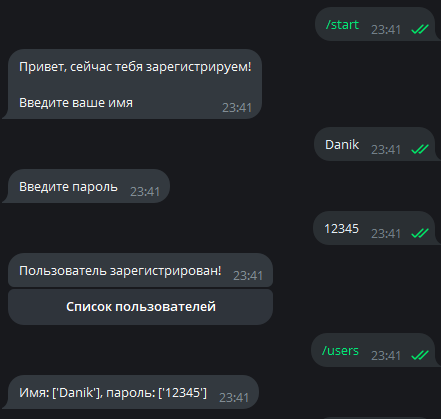 /start 23:41
Привет, сейчас тебя зарегистрируем!
Введите ваше имя 23:41
Danik 23:41
Введите пароль 23:41
12345 23:41
Пользователь зарегистрирован! 23:41
Список пользователей
/users 23:41
Имя: ['Danik'], пароль: ['12345'] 23:41